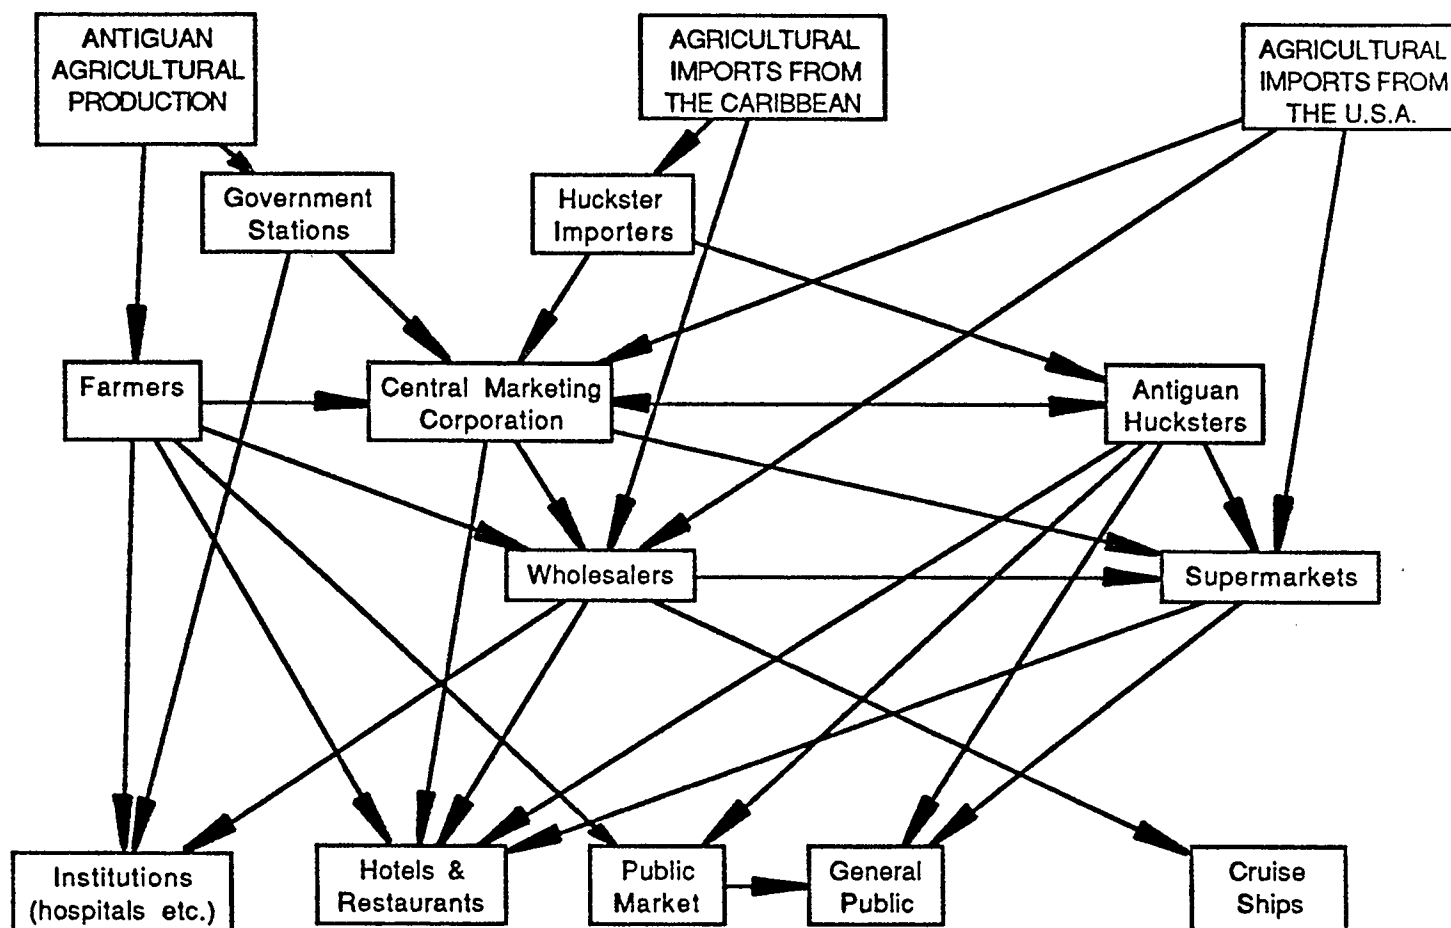 ANTIGUAN
AGRICULTURAL
PRODUCTION
AGRICULTURAL
IMPORTS FROM
THE CARIBBEAN
AGRICULTURAL
IMPORTS FROM
THE U.S.A.
Government
Stations
Huckster
Importers
Farmers
Central Marketing
Corporation
Antiguan
Hucksters
Wholesalers
Supermarkets
Institutions
(hospitals etc.)
Hotels &
Restaurants
Public
Market
General
Public
Cruise
Ships